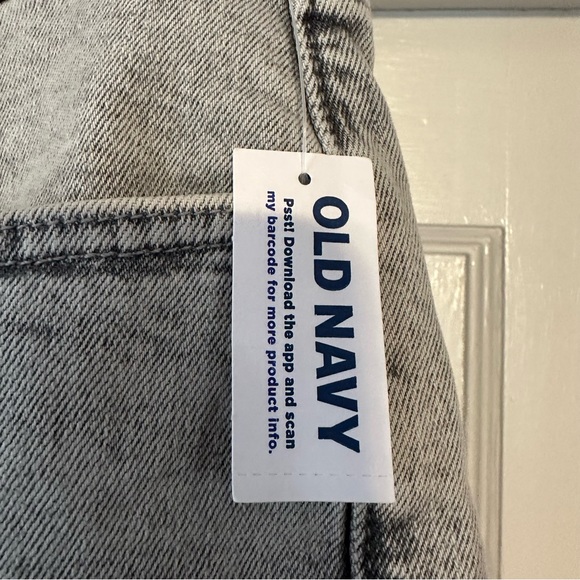 OLD NAVY
Psst! Download the app and scan
my barcode for more product info.